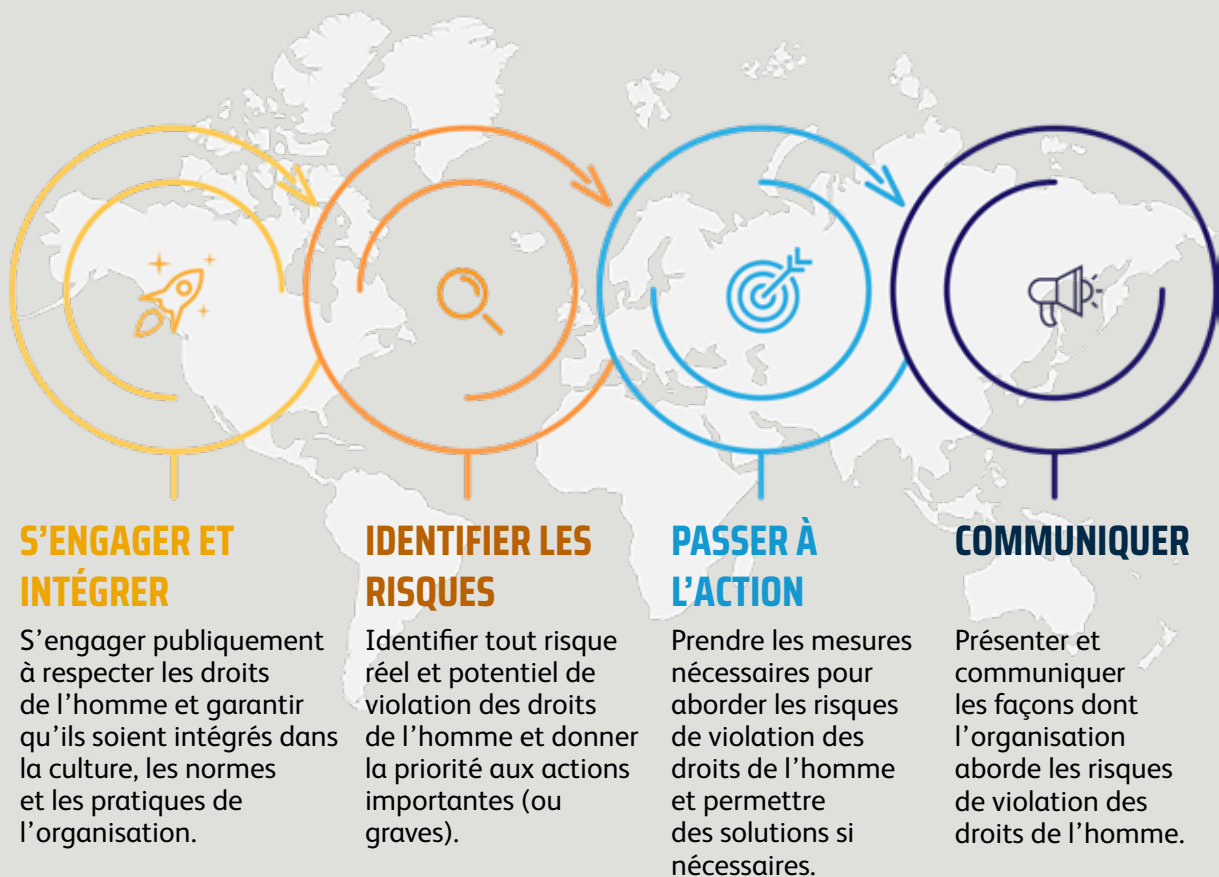 S’ENGAGER ET
INTÉGRER
S’engager publiquement
à respecter les droits
de l’homme et garantir
qu’ils soient intégrés dans
la culture, les normes
et les pratiques de
l’organisation.
IDENTIFIER LES
RISQUES
Identifier tout risque
réel et potentiel de
violation des droits
de l’homme et donner
la priorité aux actions
importantes (ou
graves).
PASSER À
L’ACTION
Prendre les mesures
nécessaires pour
aborder les risques
de violation des
droits de l’homme
et permettre
des solutions si
nécessaires.
COMMUNIQUER
Présenter et
communiquer
les façons dont
l’organisation
aborde les risques
de violation des
droits de l’homme.